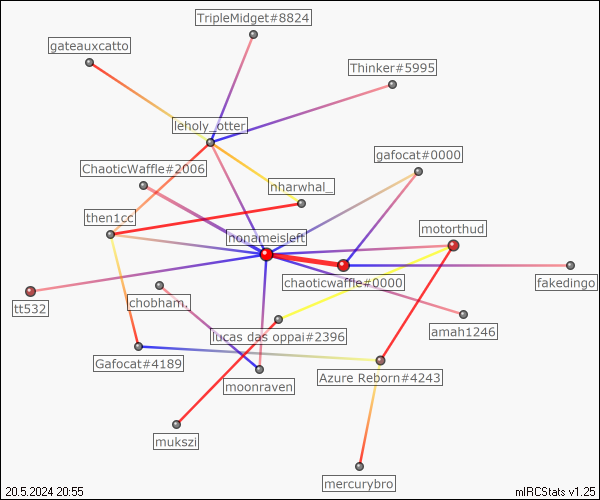 TripleMidget#8824
gateauxcatto
Thinker#5995
leholy_otter
gafocat#0000
ChaoticWaffle#2006
nharwhal_
then1cc
motorthud
nonameisleft
chaoticwaffle#0000
fakedingo
tt532
chobham.
amah1246
lucas das oppai#2396
Gafocat#4189
Azure Reborn#4243
moonraven
mukszi
mercurybro
20.5.2024 20:55
mIRCStats v1.25